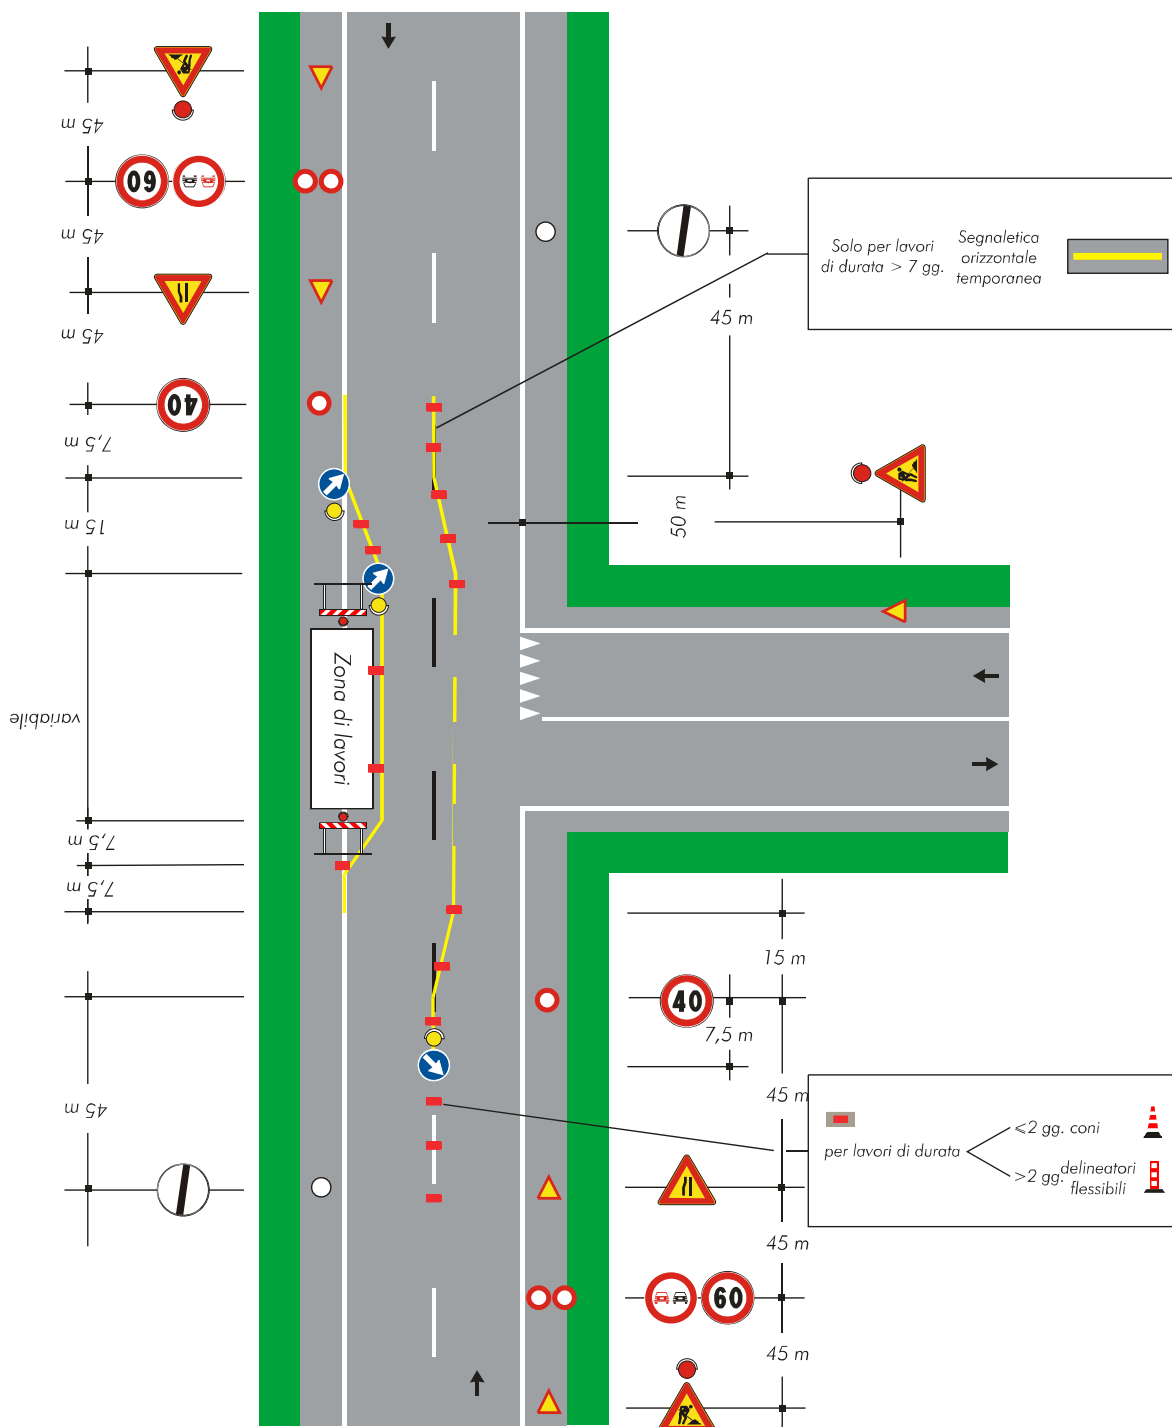 45 m
60
45 m
45 m
40
7,5 m
15 m
variabile
7,5 m
7,5 m
45 m
Zona di lavori
Solo per lavori
di durata > 7 gg.
Segnaletica
orizzontale
temporanea
45 m
50 m
15 m
40
7,5 m
45 m
per lavori di durata
⩽2 gg. coni
>2 gg. delineatori
flessibili
45 m
60
45 m